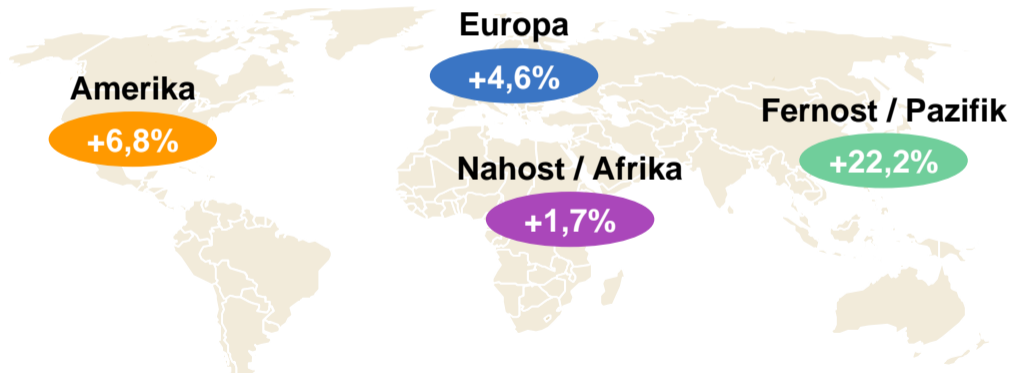 Europa
+4,6%
Amerika
+6,8%
Fernost / Pazifik
+22,2%
Nahost / Afrika
+1,7%